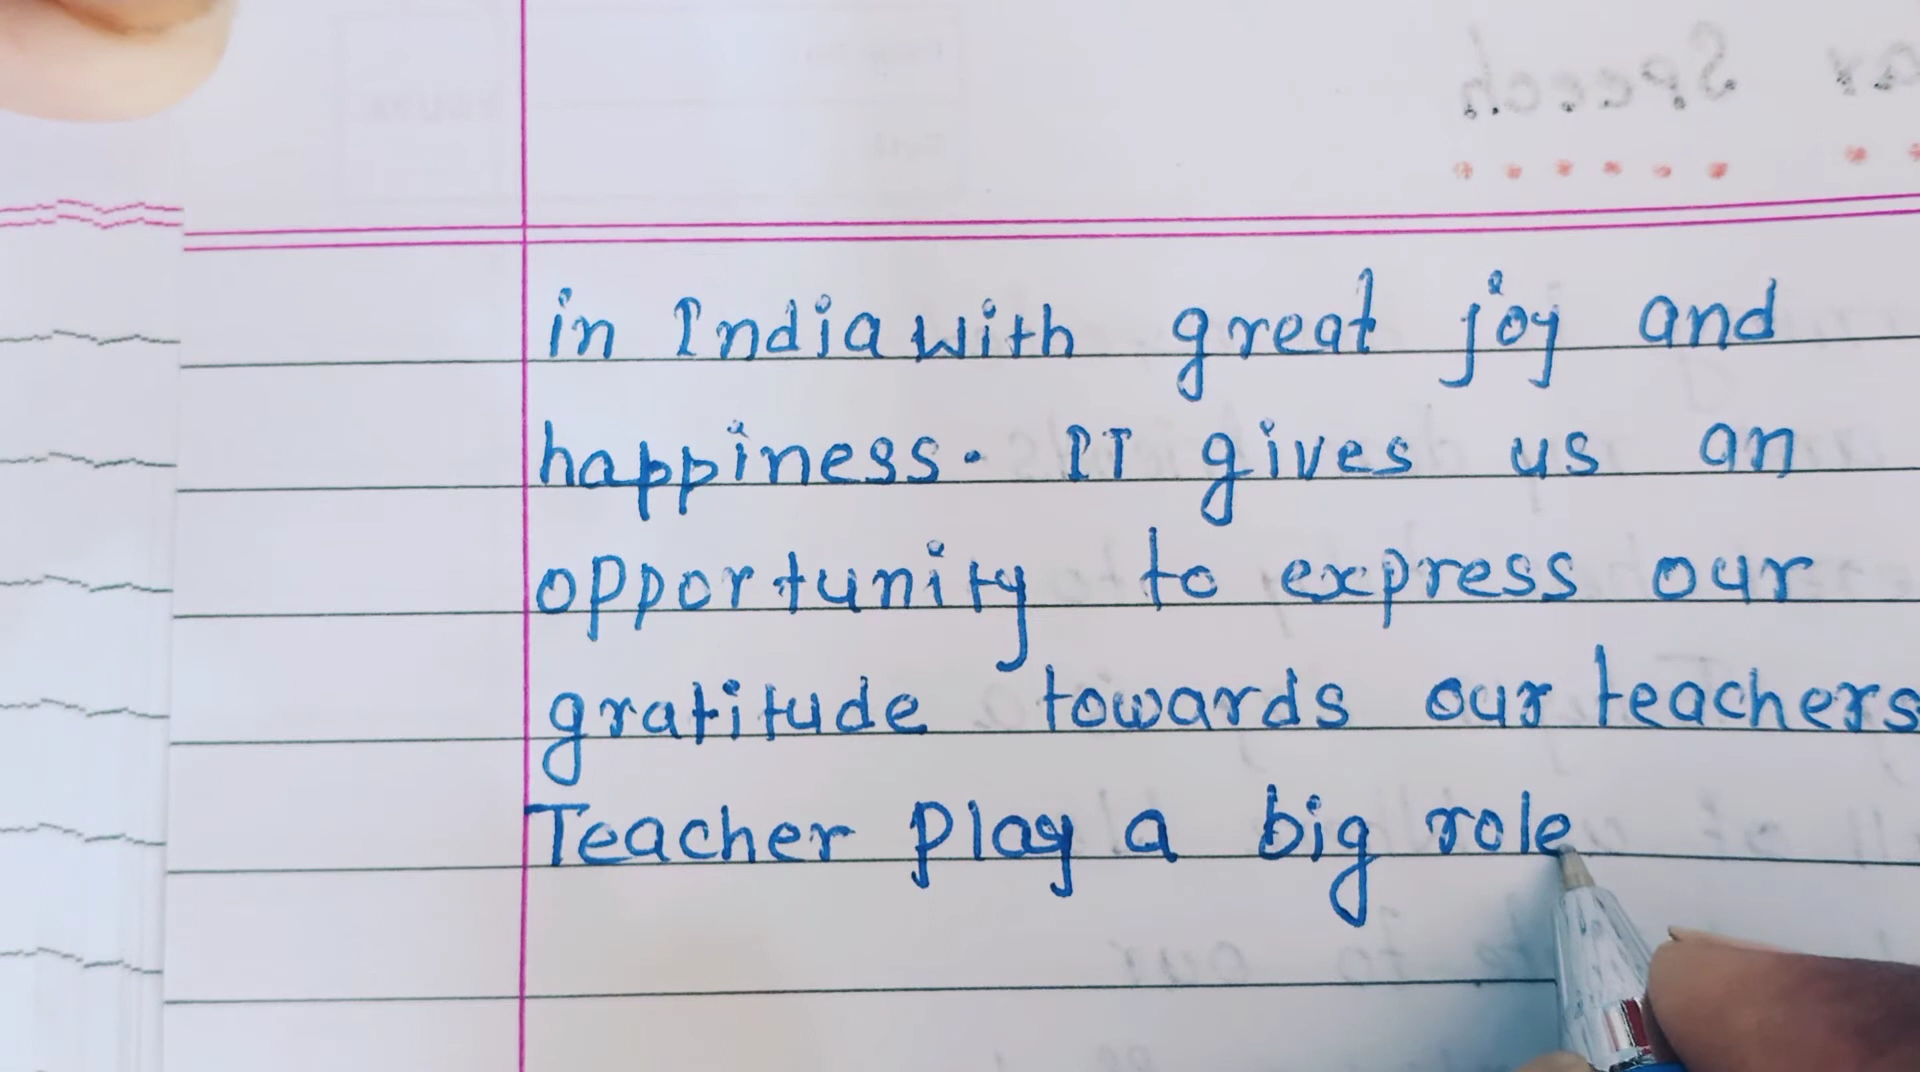 in India with great joy and
happiness. IT gives us an
opportunity to express our
gratitude towards our teachers
Teacher play a big role